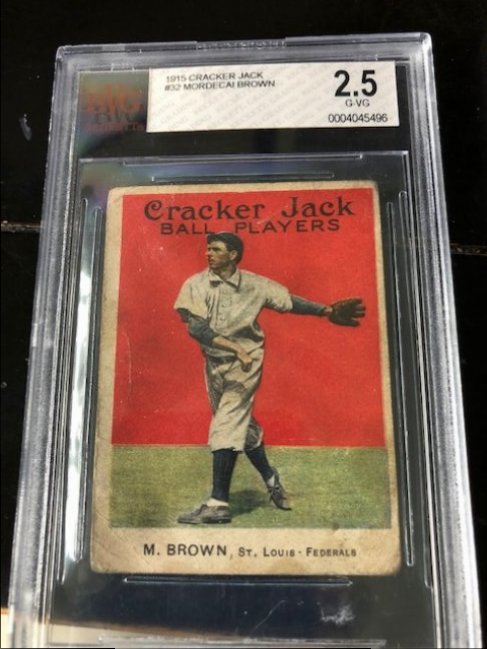 1915 CRACKER JACK
#32 MORDECAI BROWN
2.5
G-VG
0004045496
Cracker Jack
BALL PLAYERS
M. BROWN, ST. LOUIS - FEDERALS